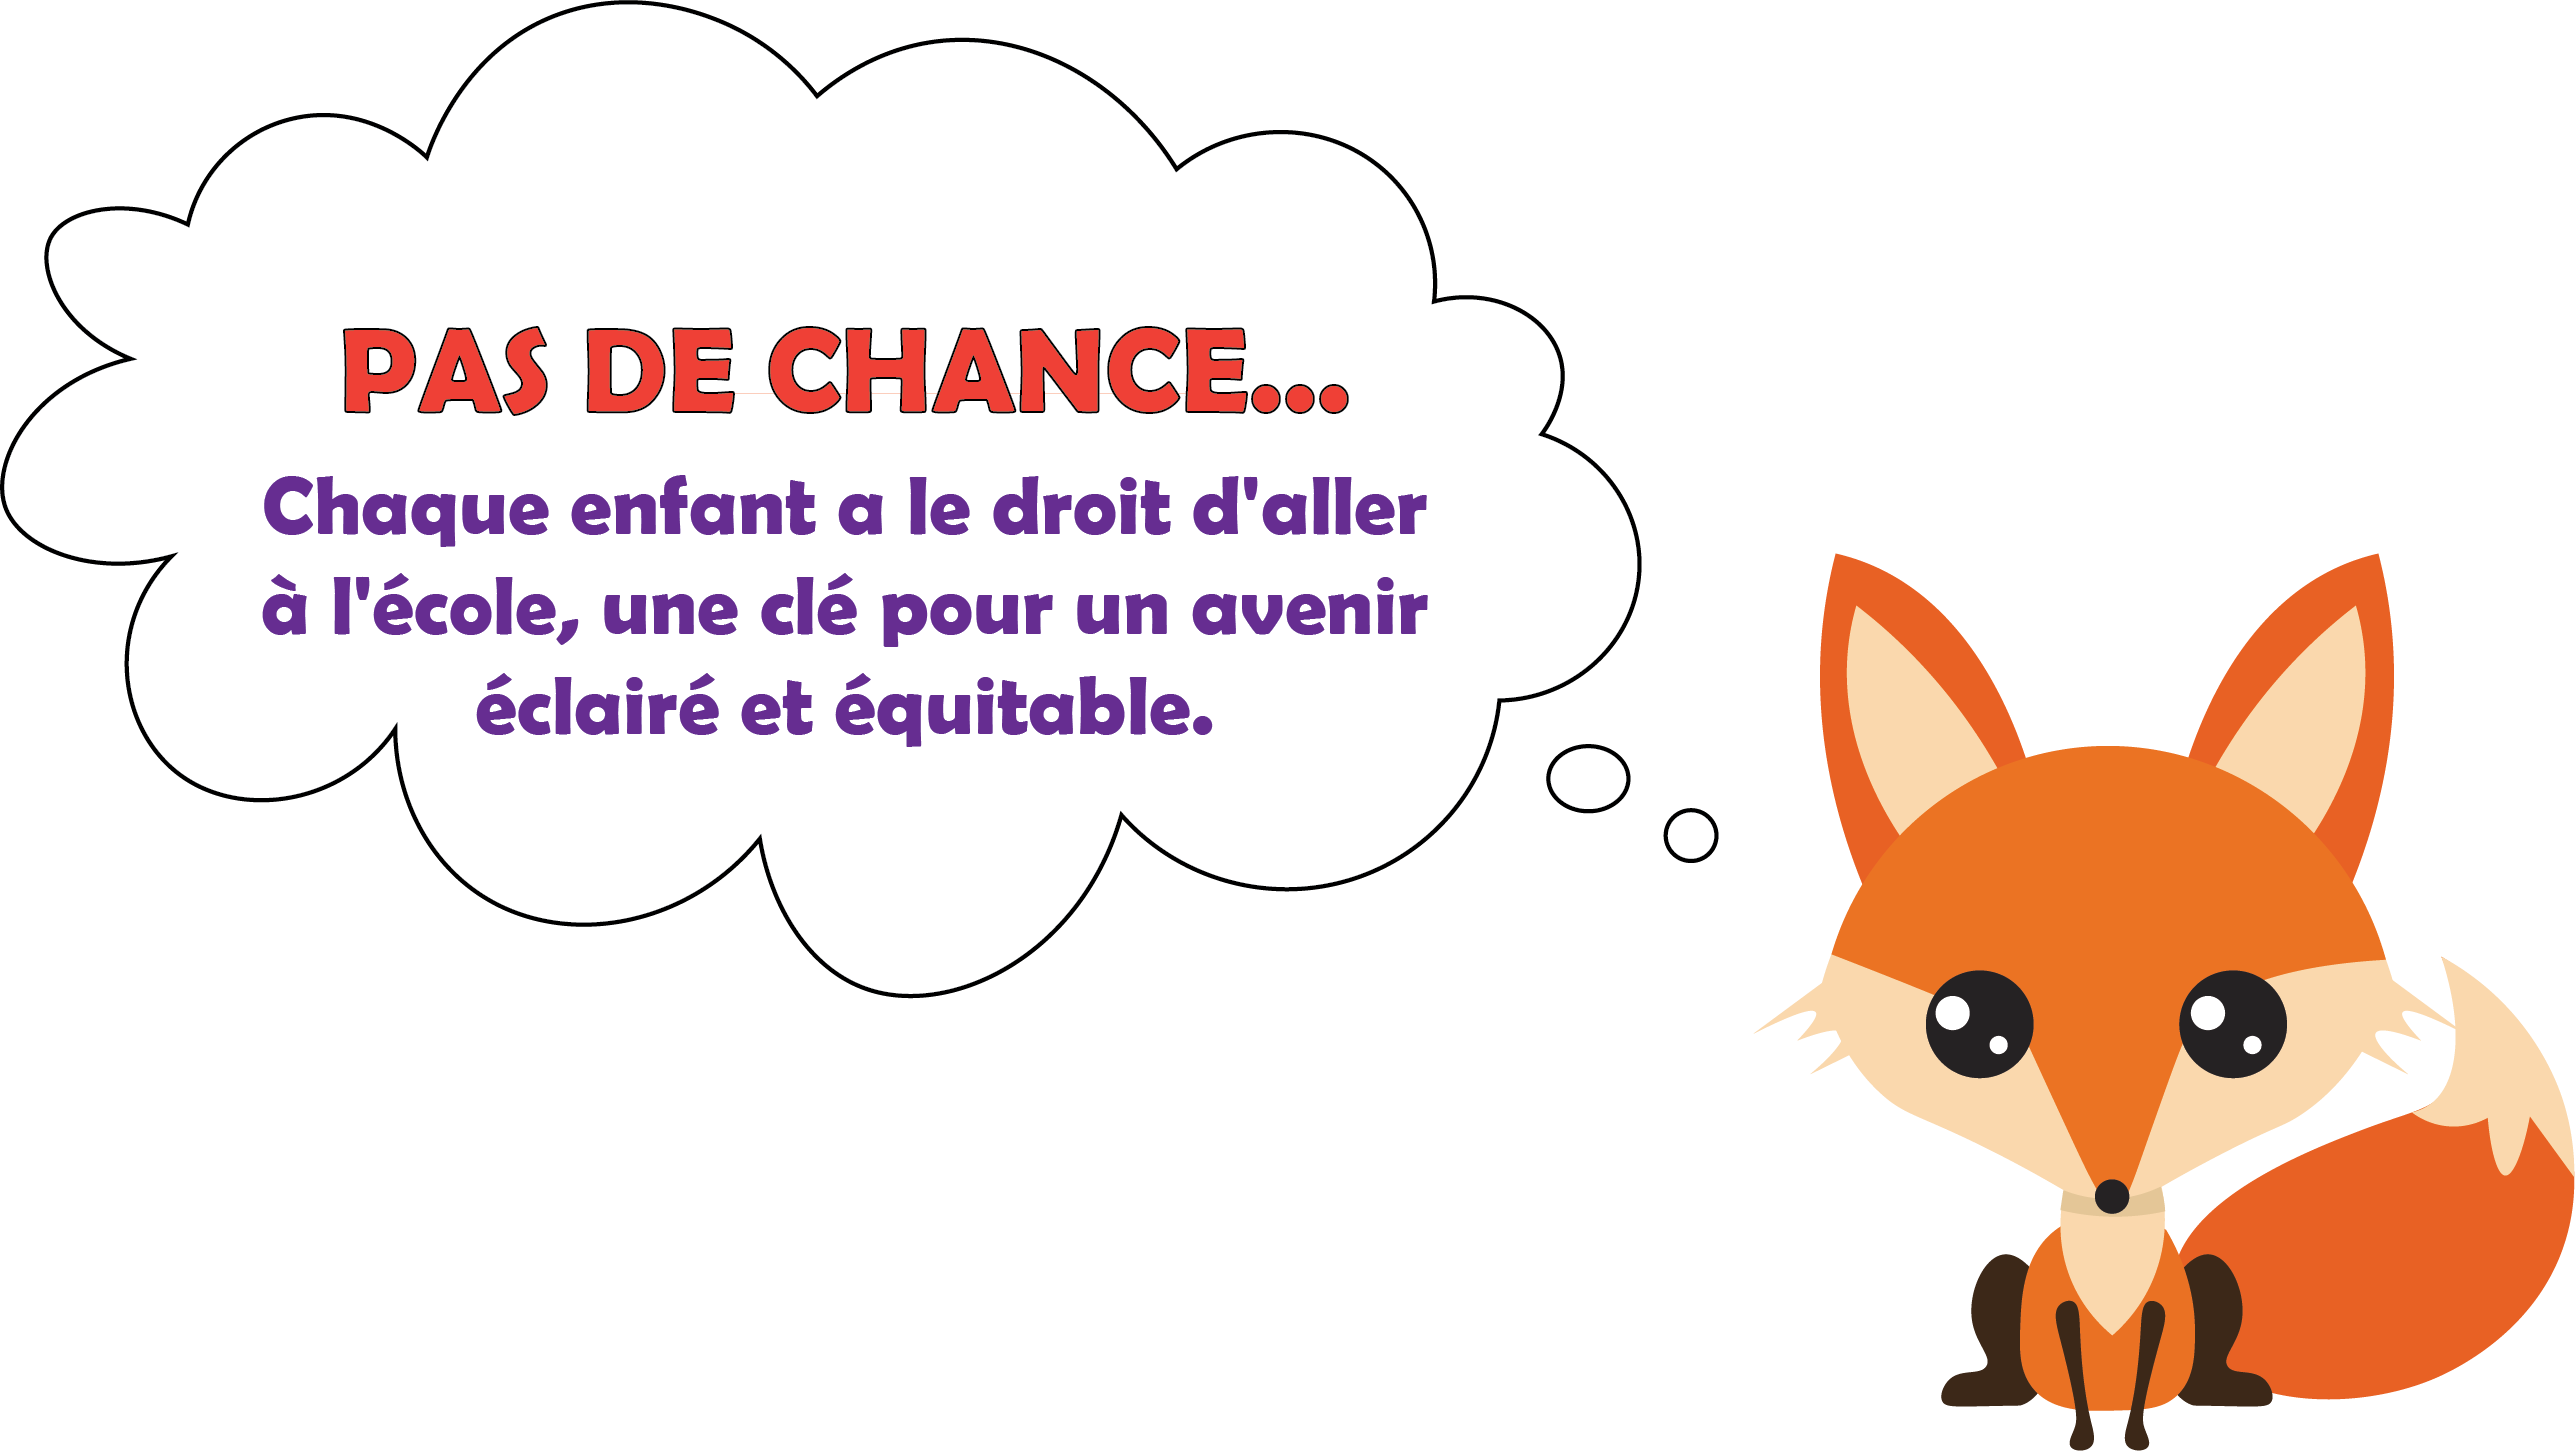 PAS DE CHANCE...
Chaque enfant a le droit d'aller
à l'école, une clé pour un avenir
éclairé et équitable.